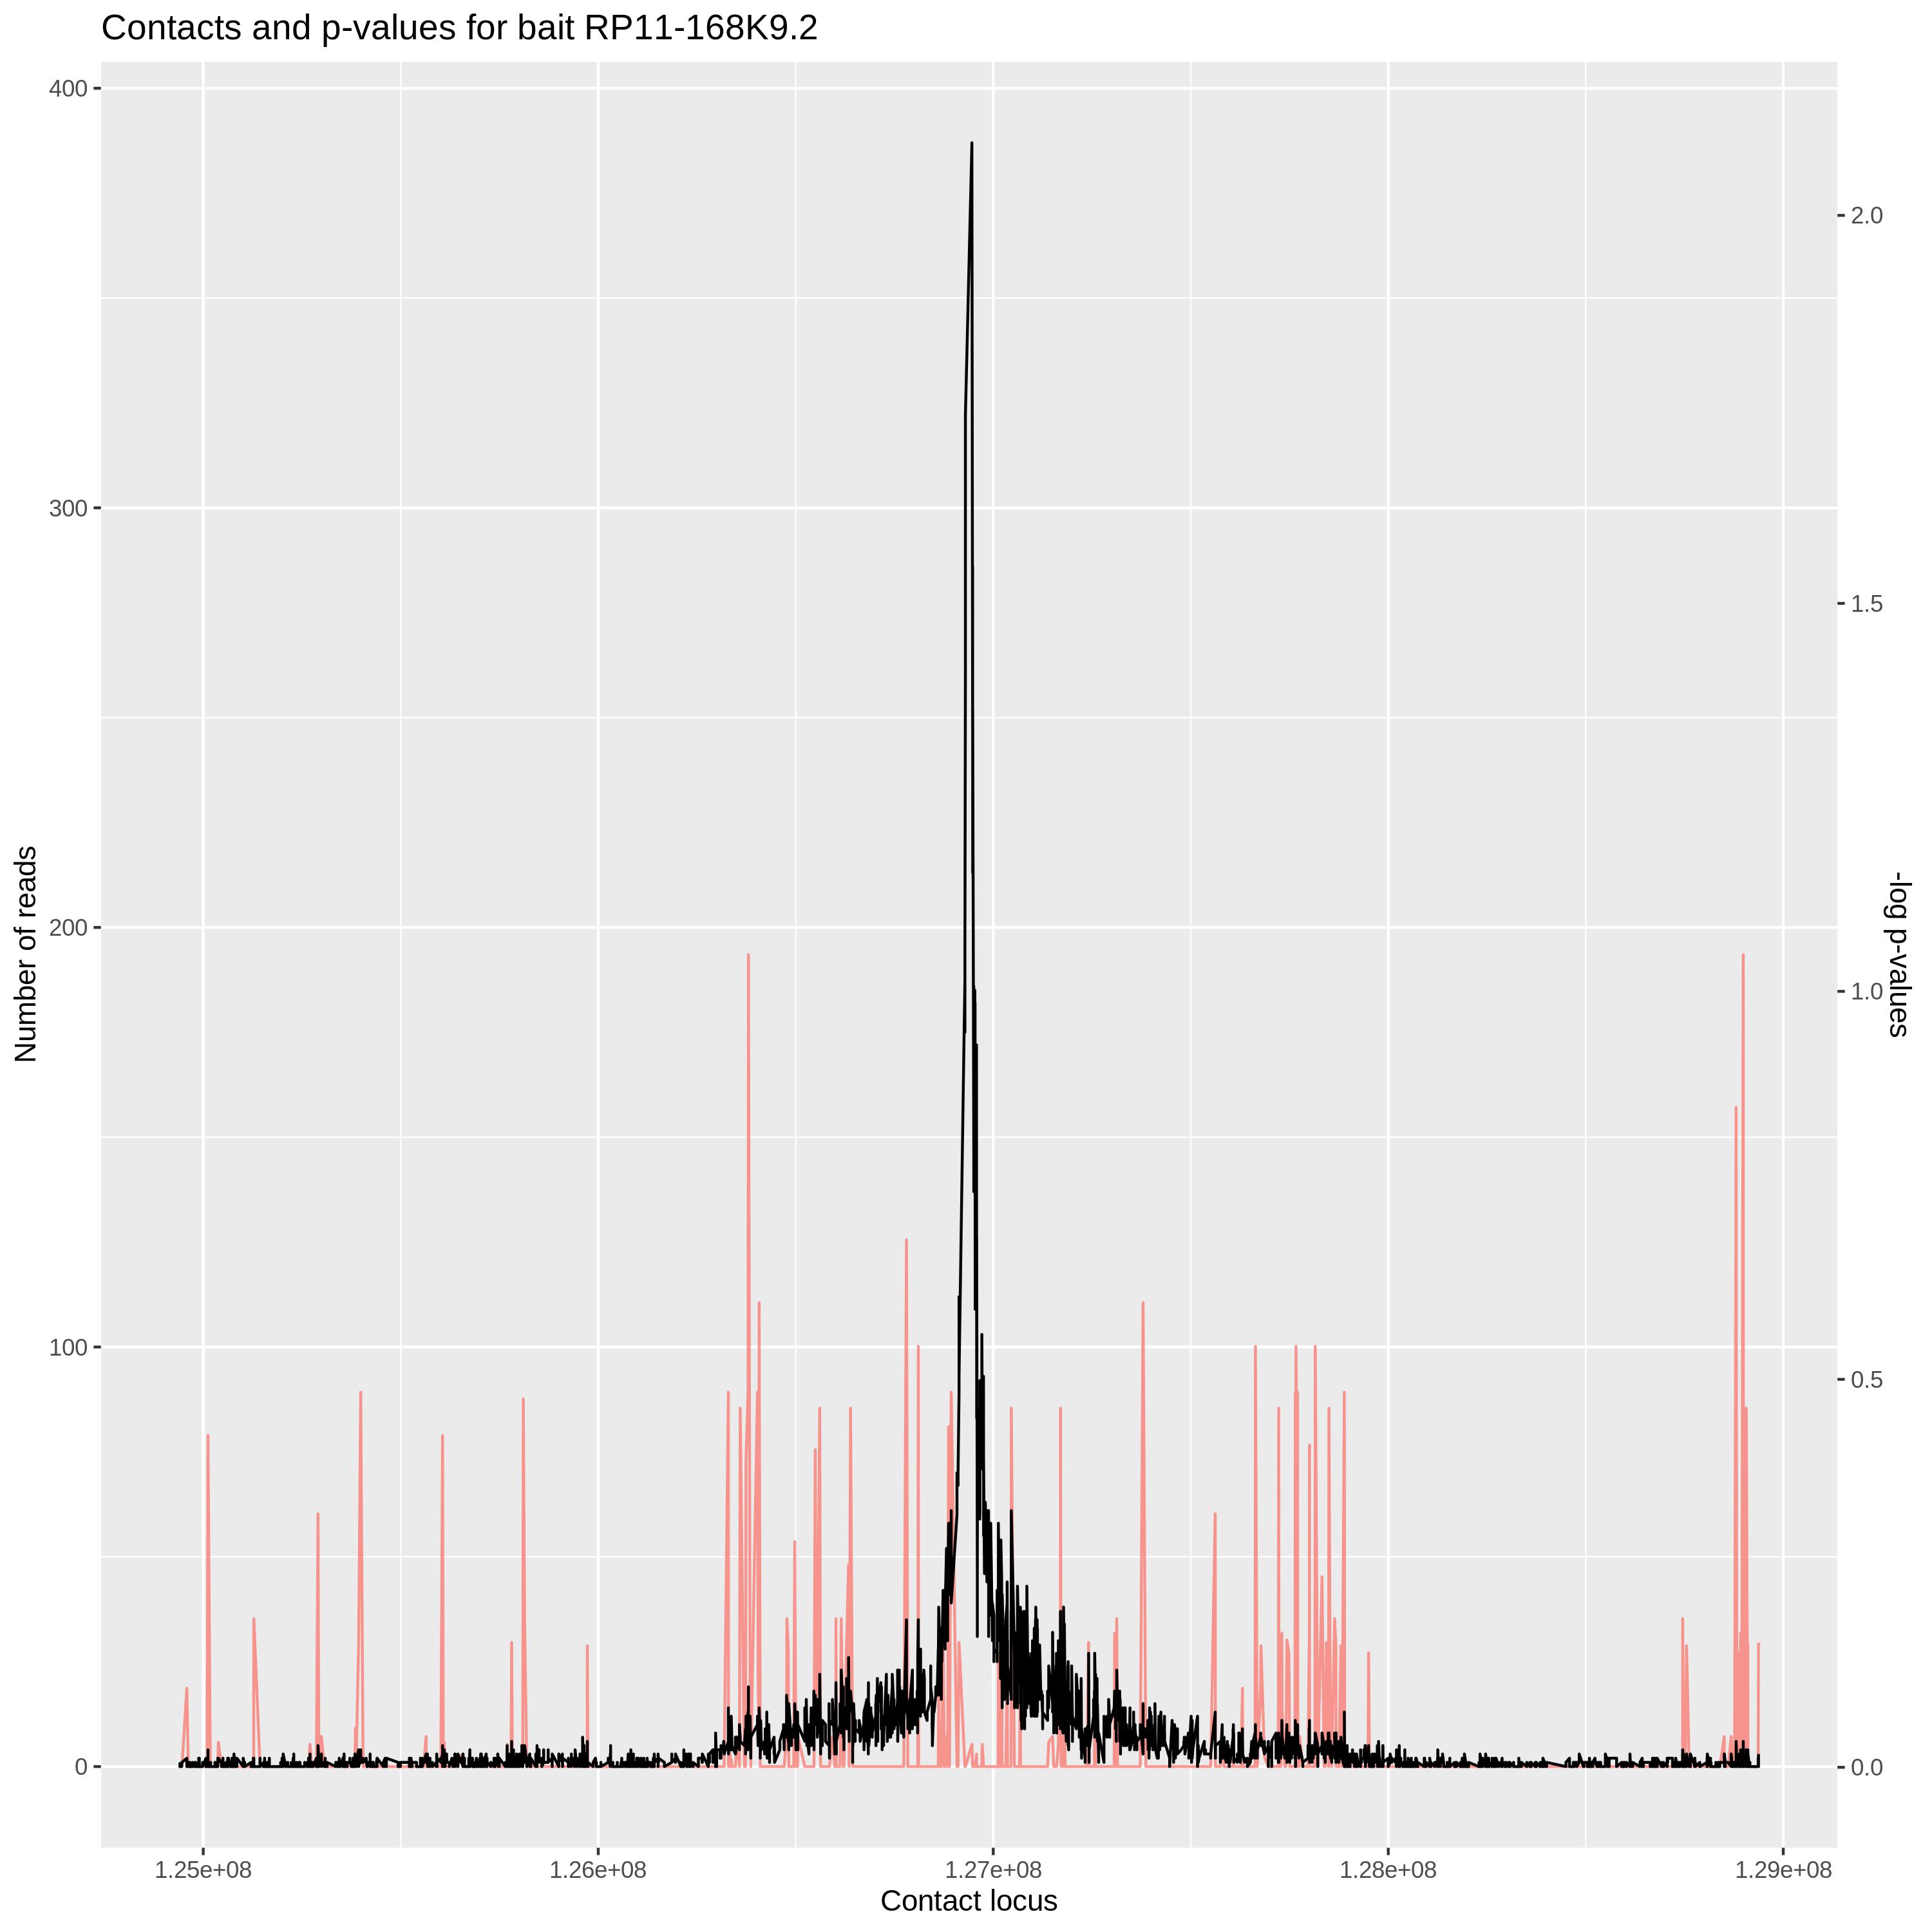 Contacts and p-values for bait RP11-168K9.2
400
300
200
100
0
Number of reads
2.0
1.5
1.0
0.5
0.0
-log p-values
1.25e+08
1.26e+08
1.27e+08
1.28e+08
1.29e+08
Contact locus